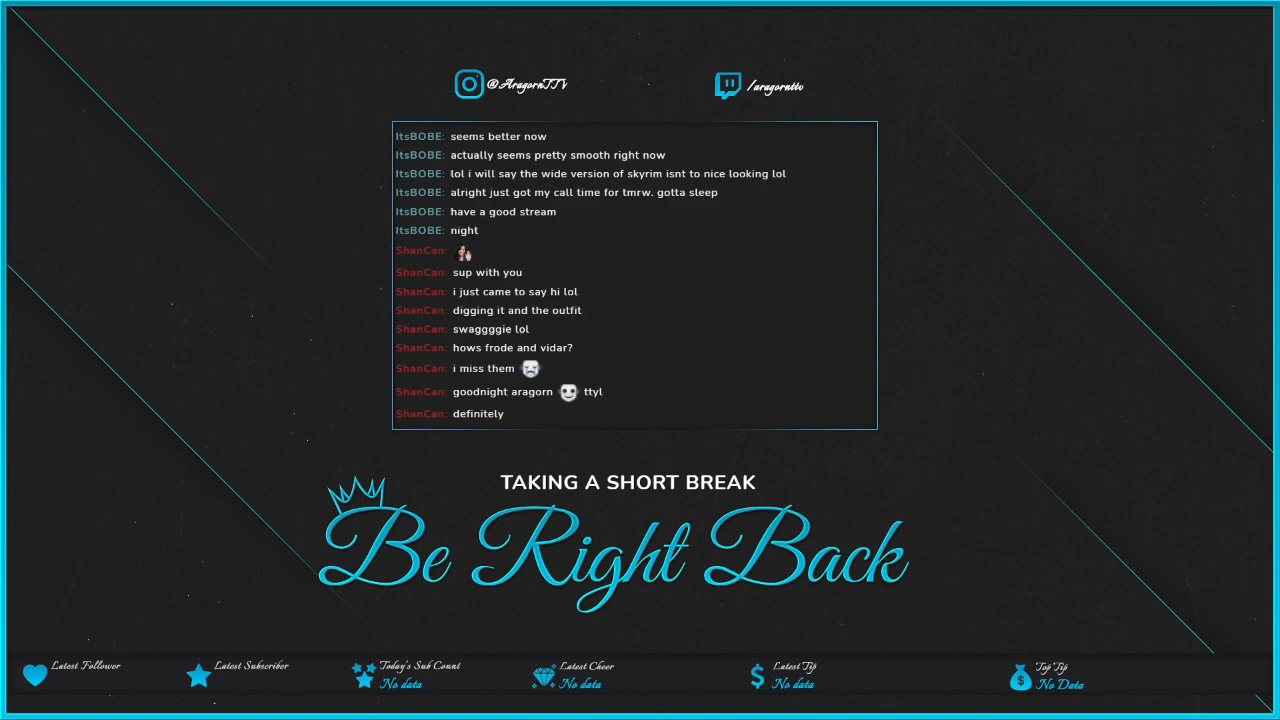 @AragornTTV
/aragornttv
ItsBOBE: seems better now
ItsBOBE: actually seems pretty smooth right now
ItsBOBE: lol i will say the wide version of skyrim isnt to nice looking lol
ItsBOBE: alright just got my call time for tmrw. gotta sleep
ItsBOBE: have a good stream
ItsBOBE: night
ShanCan:
ShanCan: sup with you
ShanCan: i just came to say hi lol
ShanCan: digging it and the outfit
ShanCan: swaggggie lol
ShanCan: hows frode and vidar?
ShanCan: i miss them
ShanCan: goodnight aragorn ttyl
ShanCan: definitely
TAKING A SHORT BREAK
Be Right Back
Latest Follower
Latest Subscriber
Today's Sub Count
No data
Latest Cheer
No data
Latest Tip
No data
Top Tip
No Data